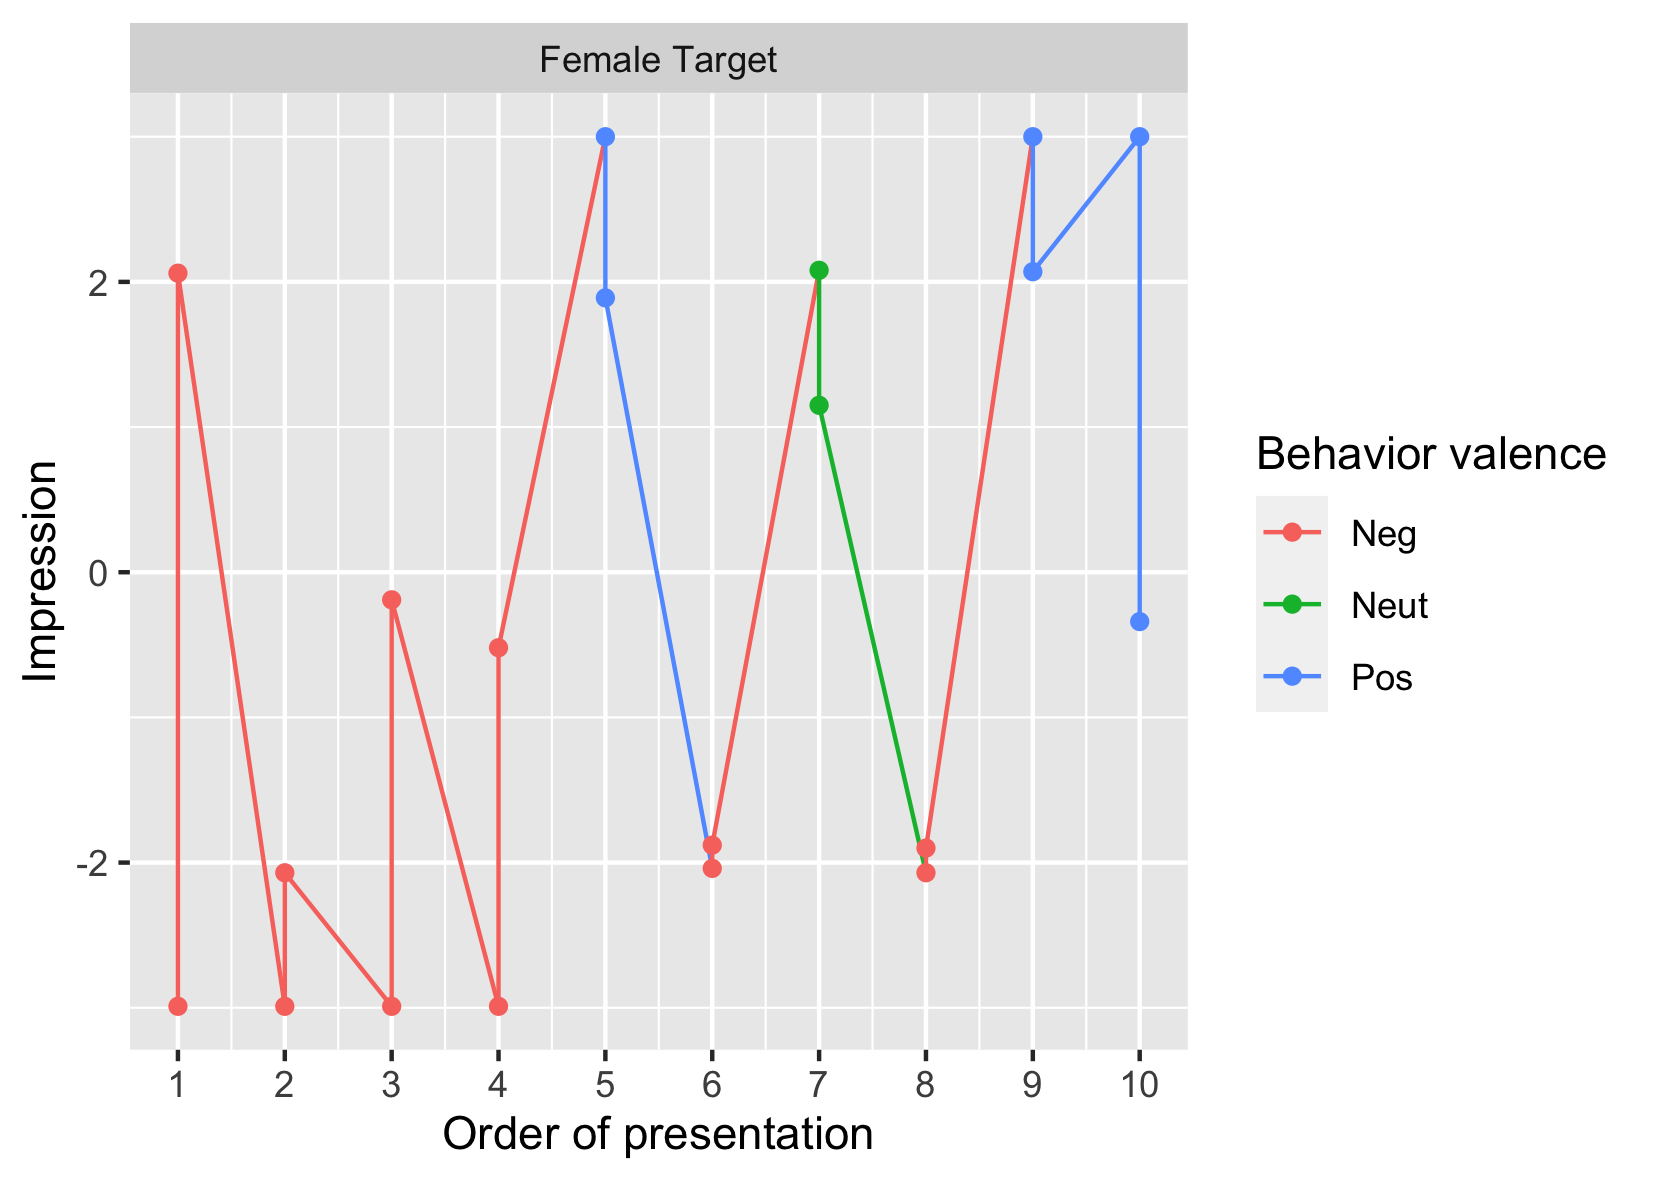 Female Target
2
0
-2
Impression
1 2 3 4 5 6 7 8 9 10
Order of presentation
Behavior valence
Neg
Neut
Pos